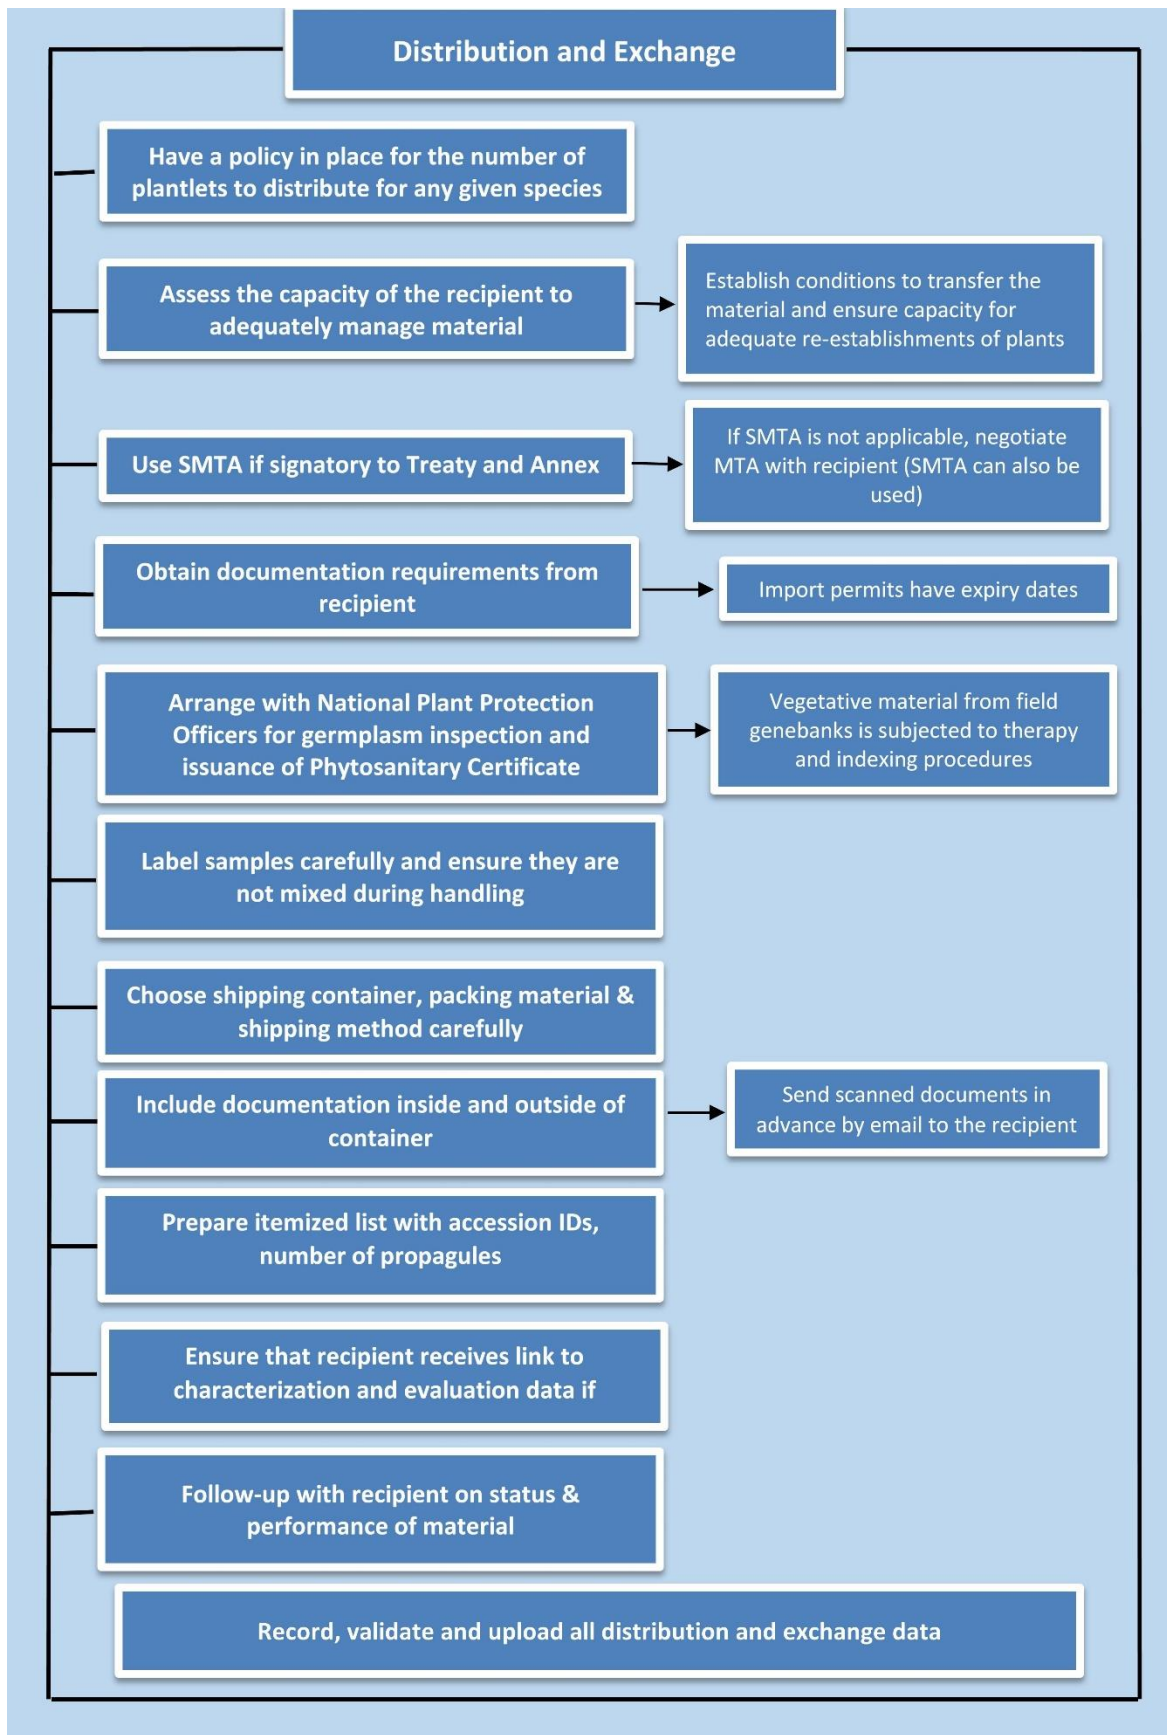 Distribution and Exchange
Have a policy in place for the number of
plantlets to distribute for any given species
Assess the capacity of the recipient to
adequately manage material
Establish conditions to transfer the
material and ensure capacity for
adequate re-establishments of plants
Use SMTA if signatory to Treaty and Annex
If SMTA is not applicable, negotiate
MTA with recipient (SMTA can also be
used)
Obtain documentation requirements from
recipient
Import permits have expiry dates
Arrange with National Plant Protection
Officers for germplasm inspection and
issuance of Phytosanitary Certificate
Vegetative material from field
genebanks is subjected to therapy
and indexing procedures
Label samples carefully and ensure they are
not mixed during handling
Choose shipping container, packing material &
shipping method carefully
Include documentation inside and outside of
container
Send scanned documents in
advance by email to the recipient
Prepare itemized list with accession IDs,
number of propagules
Ensure that recipient receives link to
characterization and evaluation data if
Follow-up with recipient on status &
performance of material
Record, validate and upload all distribution and exchange data